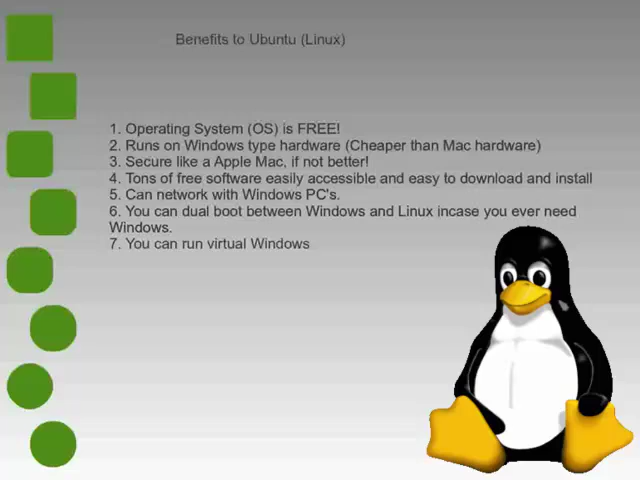 Benefits to Ubuntu (Linux)
1. Operating System (OS) is FREE!
2. Runs on Windows type hardware (Cheaper than Mac hardware)
3. Secure like a Apple Mac, if not better!
4. Tons of free software easily accessible and easy to download and install
5. Can network with Windows PC's.
6. You can dual boot between Windows and Linux incase you ever need
Windows.
7. You can run virtual Windows